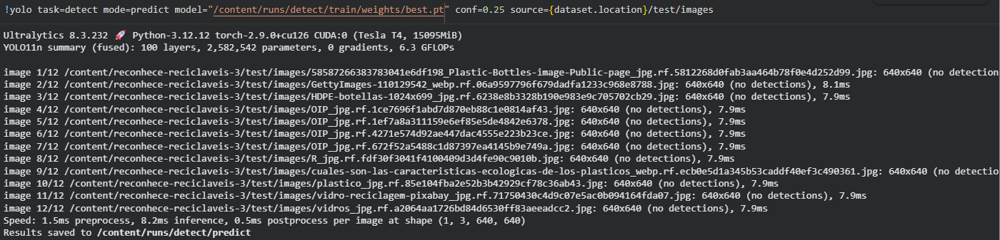 !yolo task=detect mode=predict model="/content/runs/detect/train/weights/best.pt" conf=0.25 source={dataset.location}/test/images
Ultralytics 8.3.232 🚀 Python-3.12.12 torch-2.9.0+cu126 CUDA:0 (Tesla T4, 15095MiB)
YOLO11n summary (fused): 100 layers, 2,582,542 parameters, 0 gradients, 6.3 GFLOPs
image 1/12 /content/reconhece-reciclaveis-3/test/images/58587266383783041e6df198_Plastic-Bottles-image-Public-page_jpg.rf.5812268d0fab3aa464b78f0e4d252d99.jpg: 640x640 (no detection
image 2/12 /content/reconhece-reciclaveis-3/test/images/GettyImages-110129542_webp.rf.06a9597796f679dadfa1233c968e8788.jpg: 640x640 (no detections), 8.1ms
image 3/12 /content/reconhece-reciclaveis-3/test/images/HDPE-botellas-1024x699_jpg.rf.6238e8b3328b190e983e9c705702cb29.jpg: 640x640 (no detections), 7.9ms
image 4/12 /content/reconhece-reciclaveis-3/test/images/OIP_jpg.rf.1ce7696f1abd7d870eb88c1e0814af43.jpg: 640x640 (no detections), 7.9ms
image 5/12 /content/reconhece-reciclaveis-3/test/images/OIP_jpg.rf.1ef7a8a311159e6ef85e5de4842e6378.jpg: 640x640 (no detections), 7.9ms
image 6/12 /content/reconhece-reciclaveis-3/test/images/OIP_jpg.rf.4271e574d92ae447dac4555e223b23ce.jpg: 640x640 (no detections), 7.9ms
image 7/12 /content/reconhece-reciclaveis-3/test/images/OIP_jpg.rf.672f52a5488c1d87397ea4145b9e749a.jpg: 640x640 (no detections), 7.9ms
image 8/12 /content/reconhece-reciclaveis-3/test/images/R_jpg.rf.fdf30f3041f4100409d3d4fe90c9010b.jpg: 640x640 (no detections), 7.9ms
image 9/12 /content/reconhece-reciclaveis-3/test/images/cuales-son-las-caracteristicas-ecologicas-de-los-plasticos_webp.rf.ecb0e5d1a345b53caddf40ef3c490361.jpg: 640x640 (no detectio
image 10/12 /content/reconhece-reciclaveis-3/test/images/plastico_jpg.rf.85e104fba2e52b3b42929cf78c36ab43.jpg: 640x640 (no detections), 7.9ms
image 11/12 /content/reconhece-reciclaveis-3/test/images/vidro-reciclagem-pixabay_jpg.rf.71750430c4d9c07e5ac0b094164fda07.jpg: 640x640 (no detections), 7.9ms
image 12/12 /content/reconhece-reciclaveis-3/test/images/vidros_jpg.rf.a2064aa1726bd84d6530ff83aeeadcc2.jpg: 640x640 (no detections), 7.9ms
Speed: 1.5ms preprocess, 8.2ms inference, 0.5ms postprocess per image at shape (1, 3, 640, 640)
Results saved to /content/runs/detect/predict